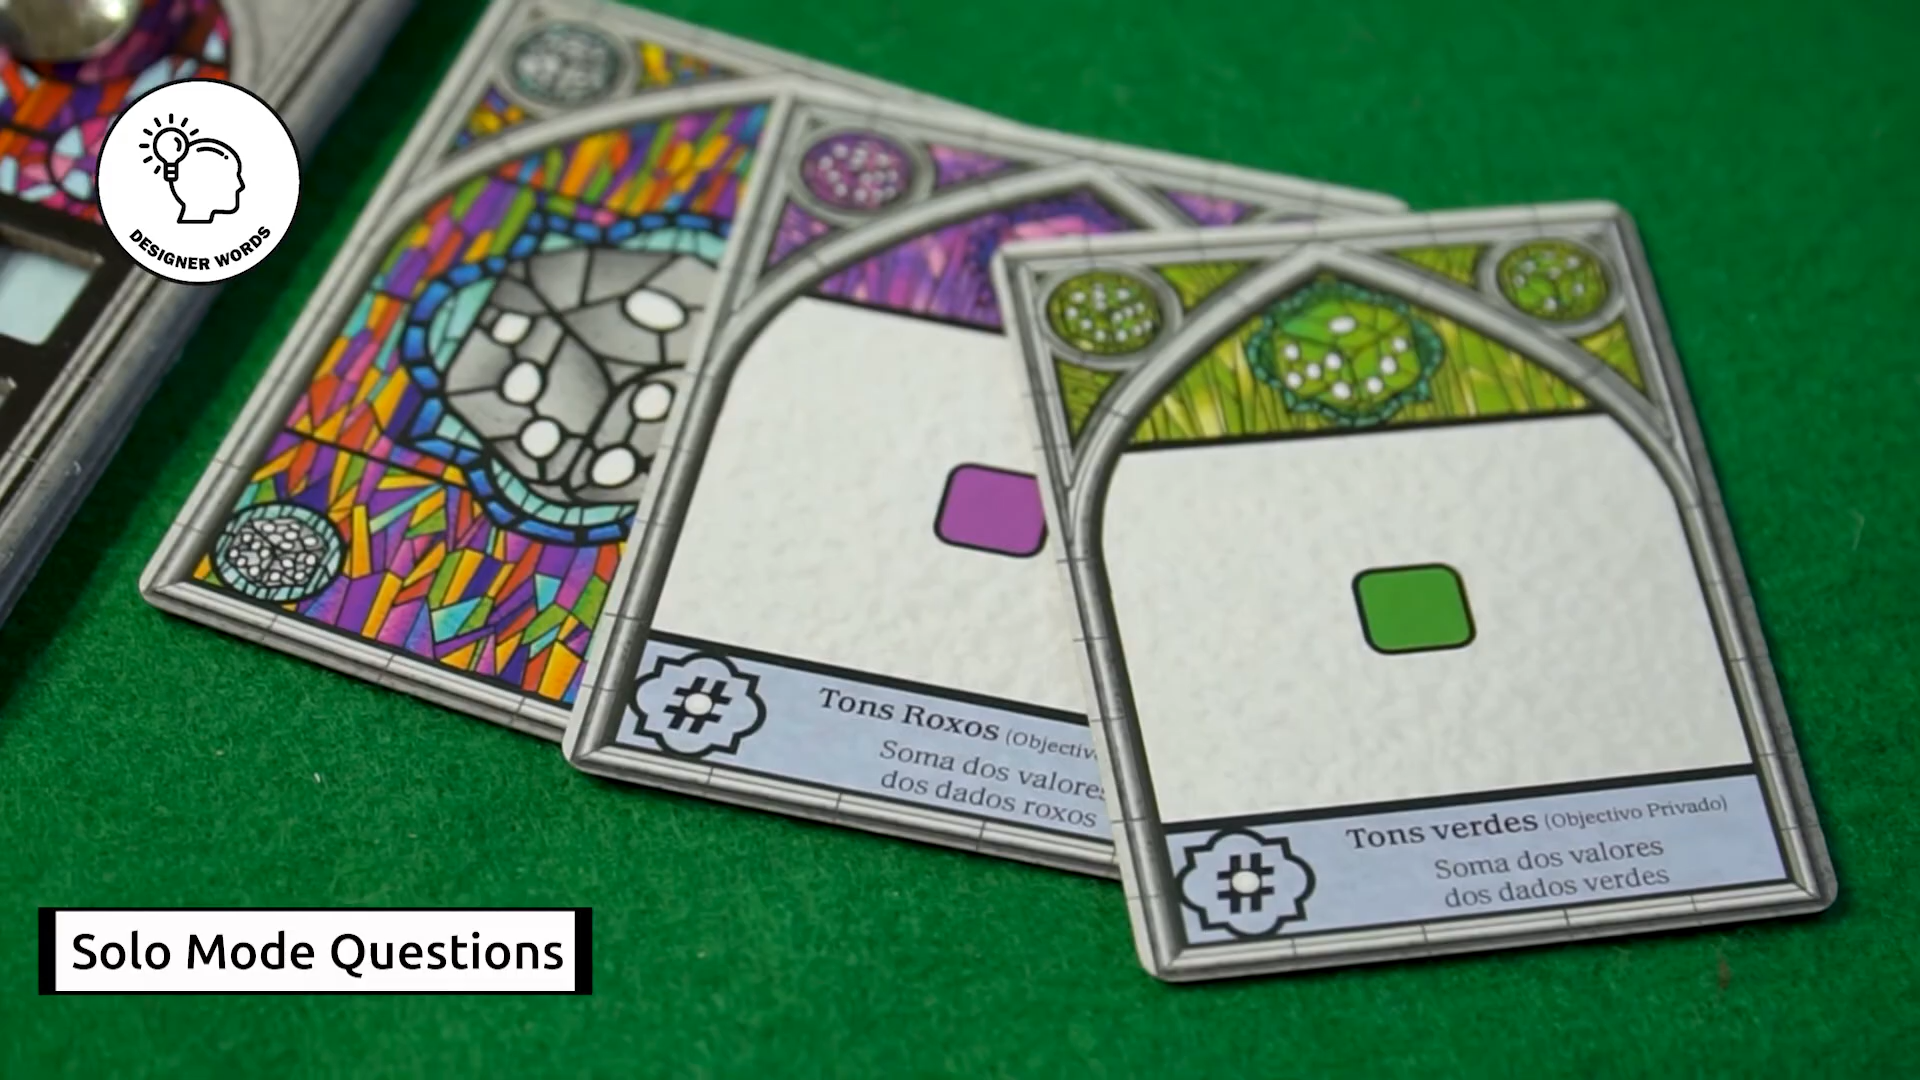 DESIGNER WORDS
Tons Roxos (Objectiv
Soma dos valores
dos dados roxos
Tons verdes (Objectivo Privado)
Soma dos valores
dos dados verdes
Solo Mode Questions